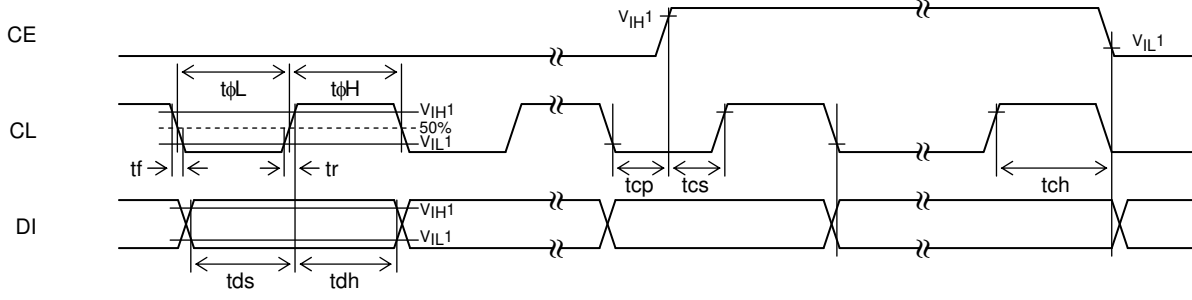 CE
VIH1
VIL1
tϕL
tϕH
CL
VIH1
50%
VIL1
tf
tr
tcp
tcs
tch
DI
VIH1
VIL1
tds
tdh